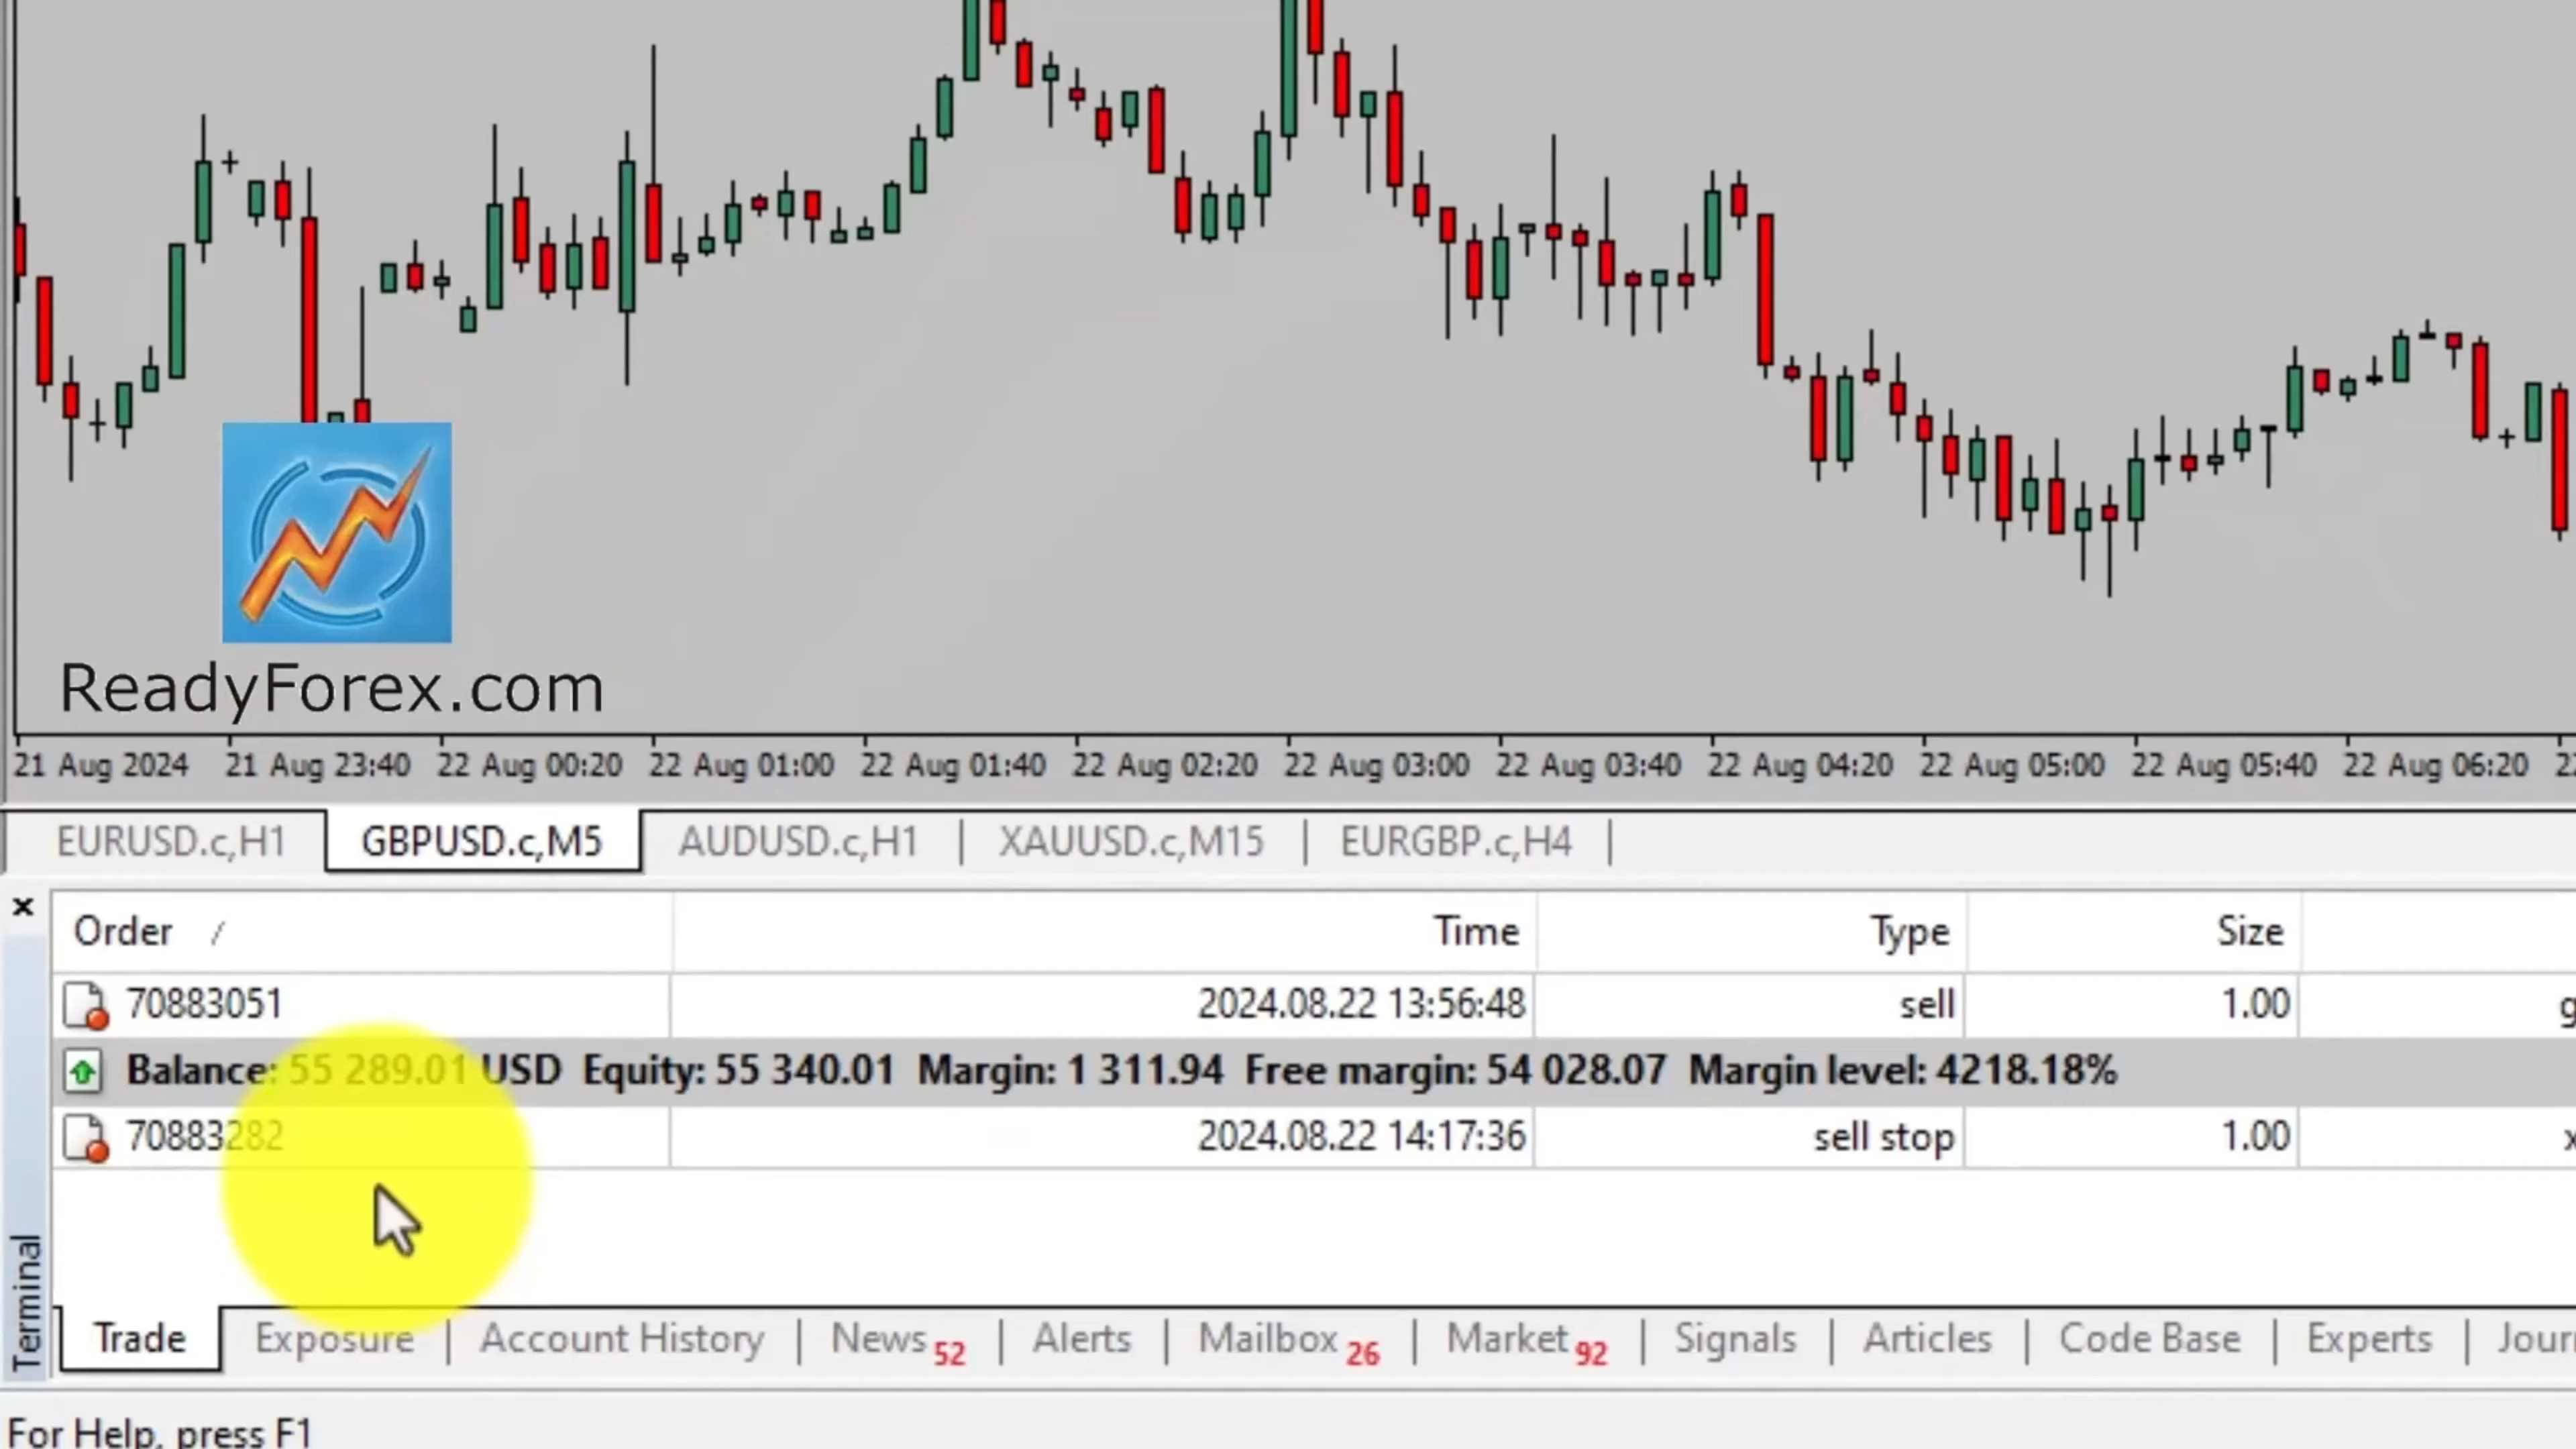 ReadyForex.com
21 Aug 2024 21 Aug 23:40 22 Aug 00:20 22 Aug 01:00 22 Aug 01:40 22 Aug 02:20 22 Aug 03:00 22 Aug 03:40 22 Aug 04:20 22 Aug 05:00 22 Aug 05:40 22 Aug 06:20 22
EURUSD.c,H1 GBPUSD.c,M5 AUDUSD.c,H1 | XAUUSD.c,M15 | EURGBP.c,H4 |
Order / Time Type Size
70883051 2024.08.22 13:56:48 sell 1.00 g
Balance: 55 289.01 USD Equity: 55 340.01 Margin: 1 311.94 Free margin: 54 028.07 Margin level: 4218.18%
70883282 2024.08.22 14:17:36 sell stop 1.00 x
Terminal
Trade Exposure | Account History | News 52 | Alerts | Mailbox 26 | Market 92 | Signals | Articles | Code Base | Experts | Jour
For Help, press F1